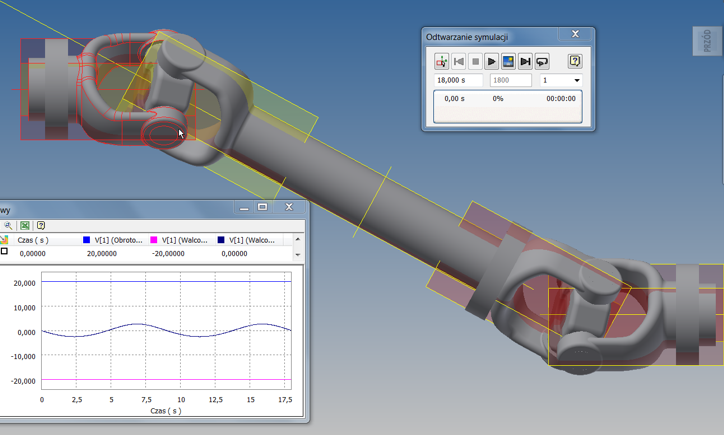 Odtwarzanie symulacji
PRZÓD
18,000 s 1800 1
0,00 s 0% 00:00:00
wy
Czas ( s ) V[1] (Obroto... V[1] (Walco... V[1] (Walco...
0,00000 20,00000 -20,00000 0,00000
20,000
10,000
0,000
-10,000
-20,000
0 2,5 5 7,5 10 12,5 15 17,5
Czas ( s )